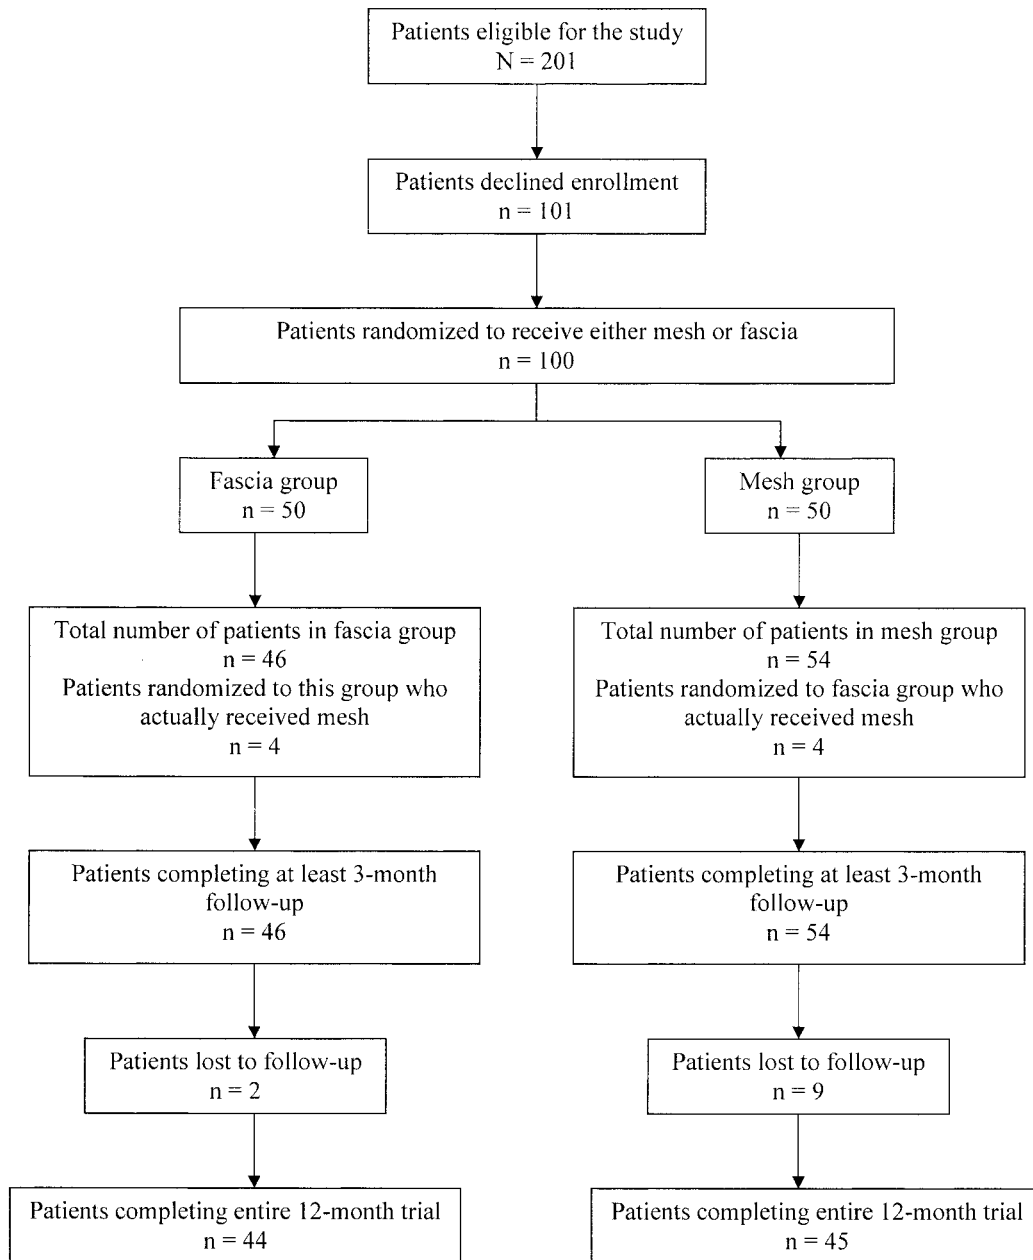 Patients eligible for the study
N = 201
Patients declined enrollment
n = 101
Patients randomized to receive either mesh or fascia
n = 100
Fascia group
n = 50
Mesh group
n = 50
Total number of patients in fascia group
n = 46
Patients randomized to this group who
actually received mesh
n = 4
Total number of patients in mesh group
n = 54
Patients randomized to fascia group who
actually received mesh
n = 4
Patients completing at least 3-month
follow-up
n = 46
Patients completing at least 3-month
follow-up
n = 54
Patients lost to follow-up
n = 2
Patients lost to follow-up
n = 9
Patients completing entire 12-month trial
n = 44
Patients completing entire 12-month trial
n = 45